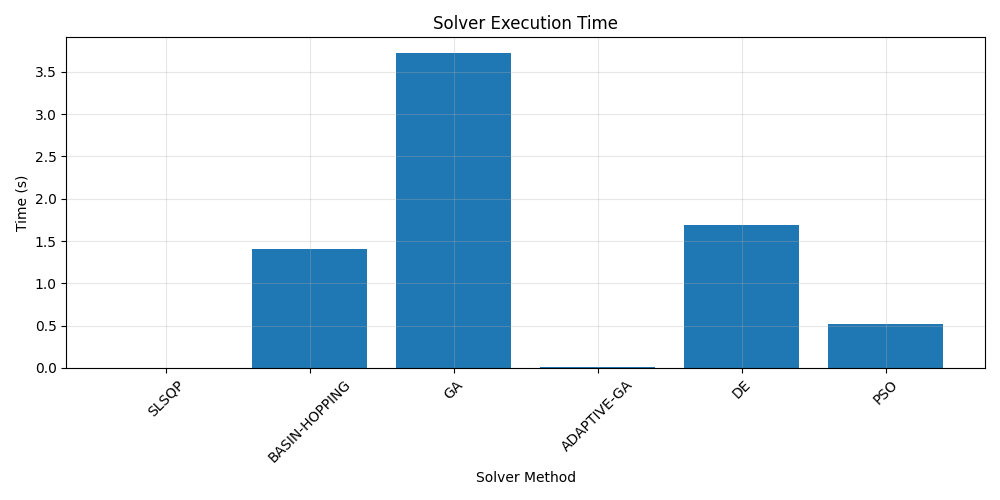 Solver Execution Time
Time (s)
3.5
3.0
2.5
2.0
1.5
1.0
0.5
0.0
SLSQP
BASIN-HOPPING
GA
ADAPTIVE-GA
DE
PSO
Solver Method